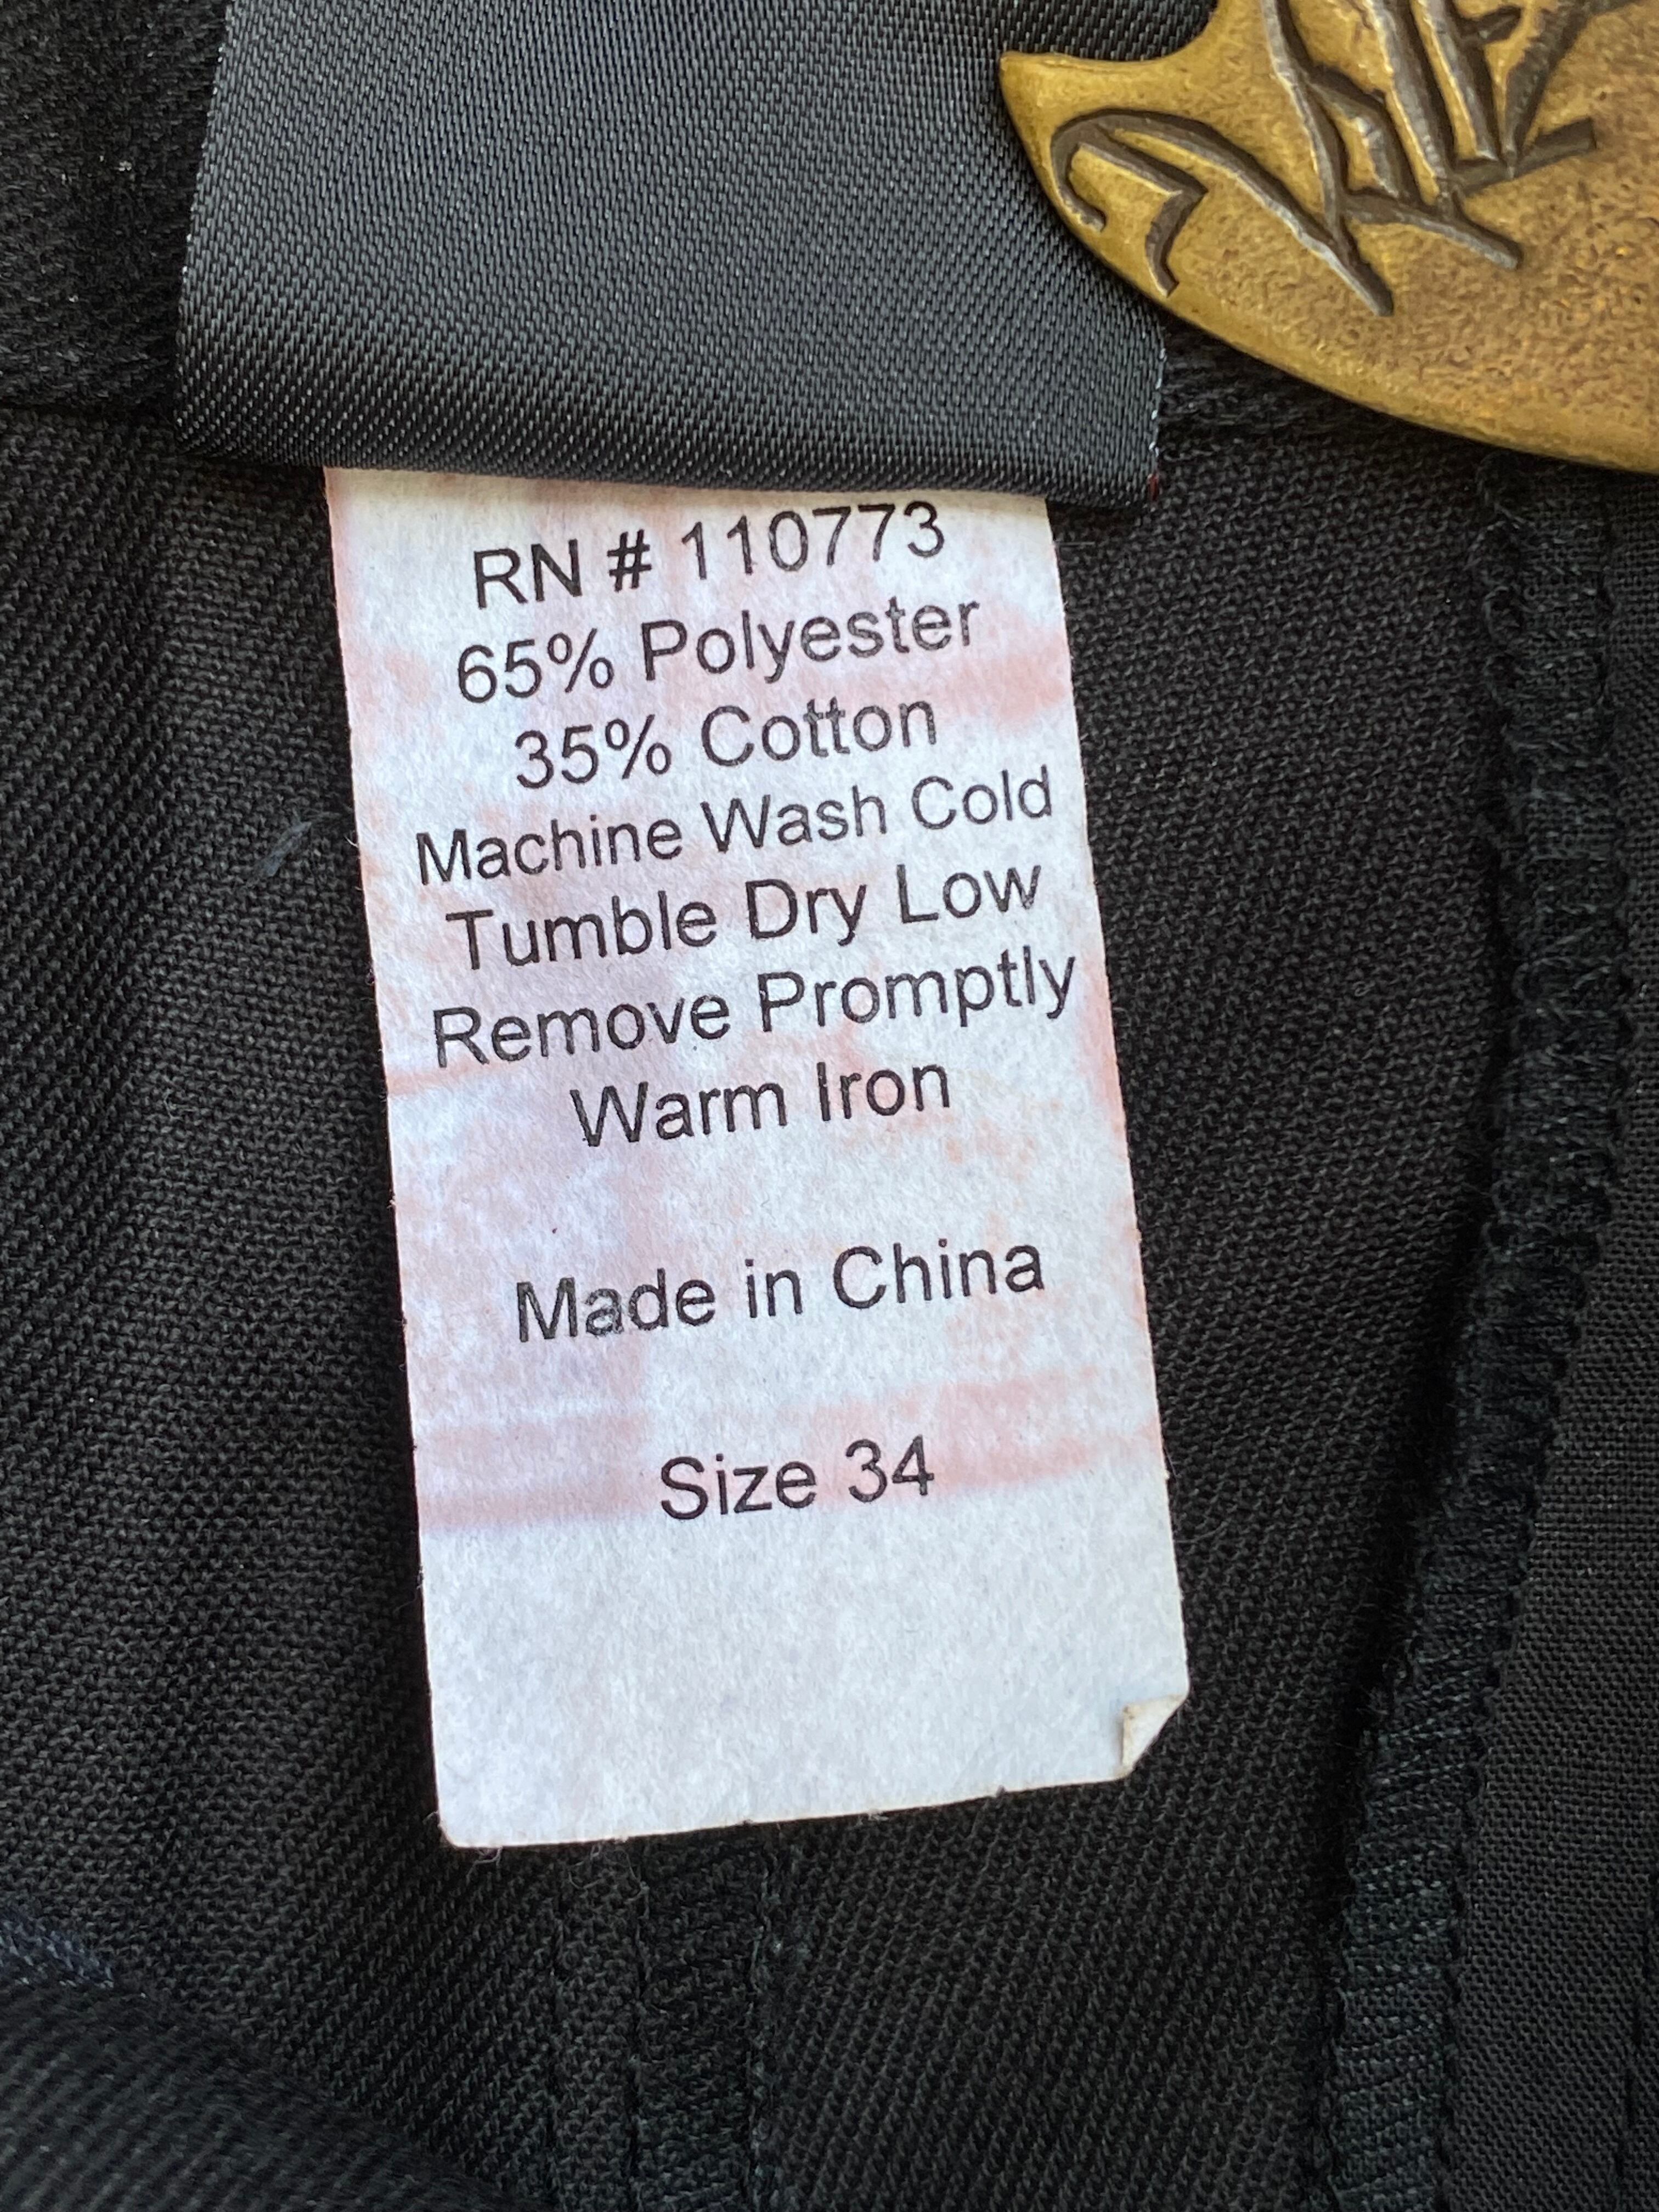 RN # 110773
65% Polyester
35% Cotton
Machine Wash Cold
Tumble Dry Low
Remove Promptly
Warm Iron
Made in China
Size 34